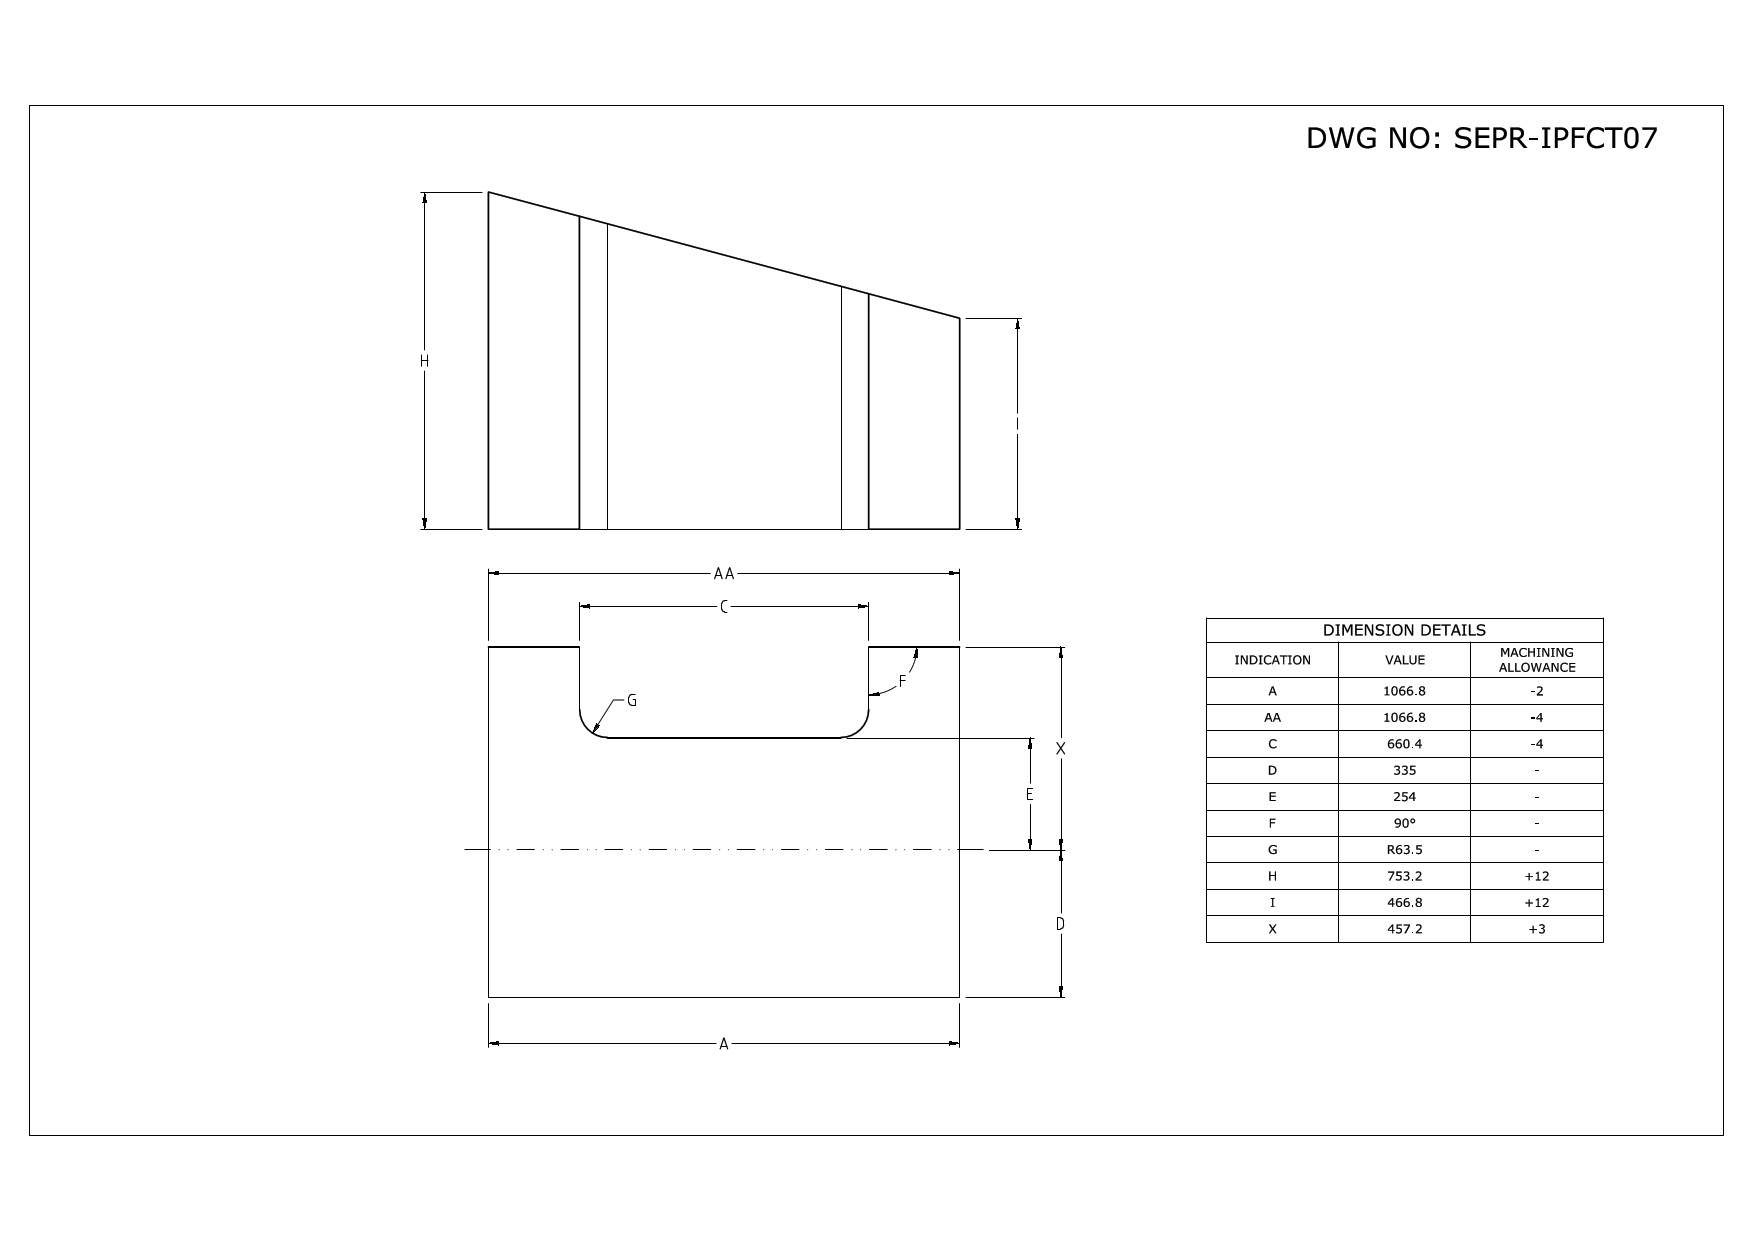 DWG NO: SEPR-IPFCT07
H
I
AA
C
F
G
X
E
D
A
DIMENSION DETAILS
INDICATION VALUE MACHINING ALLOWANCE
A 1066.8 -2
AA 1066.8 -4
C 660.4 -4
D 335 -
E 254 -
F 90° -
G R63.5 -
H 753.2 +12
I 466.8 +12
X 457.2 +3